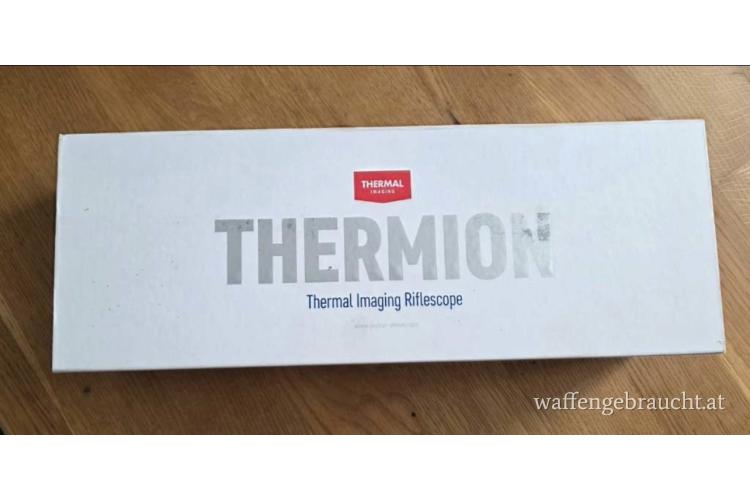 THERMAL
IMAGING
THERMION
Thermal Imaging Riflescope
waffengebraucht.at